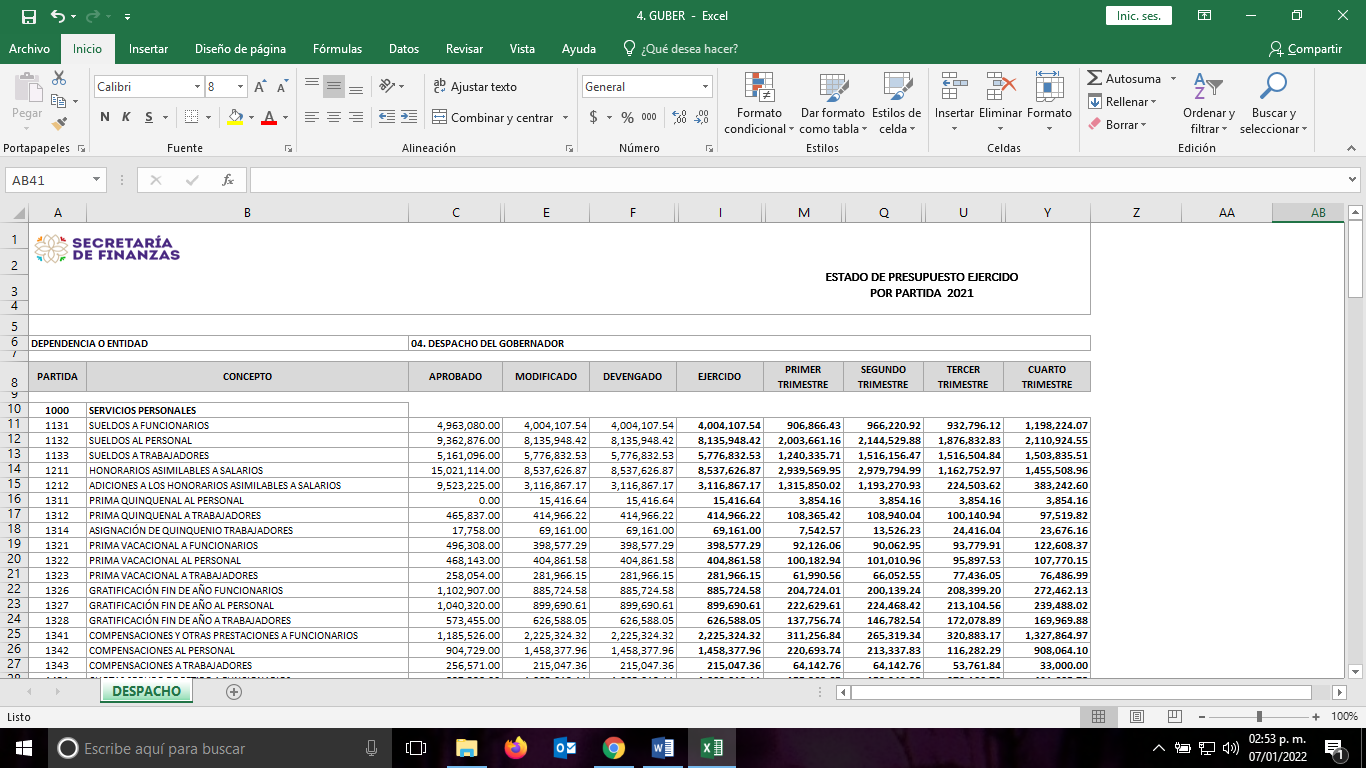 4. GUBER - Excel
Inic. ses.
Archivo Inicio Insertar Diseño de página Fórmulas Datos Revisar Vista Ayuda ¿Qué desea hacer? Compartir
Pegar
Calibri 8
N K S
Ajustar texto
Combinar y centrar
General
$ % 000
Formato condicional
Dar formato como tabla
Estilos de celda
Insertar Eliminar Formato
Autosuma
Rellenar
Borrar
Ordenar y filtrar
Buscar y seleccionar
Portapapeles Fuente Alineación Número Estilos Celdas Edición
AB41 fx
A B C E F I M Q U Y Z AA AB
1 SECRETARÍA
DE FINANZAS
2 ESTADO DE PRESUPUESTO EJERCIDO
3 POR PARTIDA 2021
4
5
6 DEPENDENCIA O ENTIDAD 04. DESPACHO DEL GOBERNADOR
7
8 PARTIDA CONCEPTO APROBADO MODIFICADO DEVENGADO EJERCIDO PRIMER TRIMESTRE SEGUNDO TRIMESTRE TERCER TRIMESTRE CUARTO TRIMESTRE
9
10 1000 SERVICIOS PERSONALES
11 1131 SUELDOS A FUNCIONARIOS 4,963,080.00 4,004,107.54 4,004,107.54 4,004,107.54 906,866.43 966,220.92 932,796.12 1,198,224.07
12 1132 SUELDOS AL PERSONAL 9,362,876.00 8,135,948.42 8,135,948.42 8,135,948.42 2,003,661.16 2,144,529.88 1,876,832.83 2,110,924.55
13 1133 SUELDOS A TRABAJADORES 5,161,096.00 5,776,832.53 5,776,832.53 5,776,832.53 1,240,335.71 1,516,156.47 1,516,504.84 1,503,835.51
14 1211 HONORARIOS ASIMILABLES A SALARIOS 15,021,114.00 8,537,626.87 8,537,626.87 8,537,626.87 2,939,569.95 2,979,794.99 1,162,752.97 1,455,508.96
15 1212 ADICIONES A LOS HONORARIOS ASIMILABLES A SALARIOS 9,523,225.00 3,116,867.17 3,116,867.17 3,116,867.17 1,315,850.02 1,193,270.93 224,503.62 383,242.60
16 1311 PRIMA QUINQUENAL AL PERSONAL 0.00 15,416.64 15,416.64 15,416.64 3,854.16 3,854.16 3,854.16 3,854.16
17 1312 PRIMA QUINQUENAL A TRABAJADORES 465,837.00 414,966.22 414,966.22 414,966.22 108,365.42 108,940.04 100,140.94 97,519.82
18 1314 ASIGNACIÓN DE QUINQUENIO TRABAJADORES 17,758.00 69,161.00 69,161.00 69,161.00 7,542.57 13,526.23 24,416.04 23,676.16
19 1321 PRIMA VACACIONAL A FUNCIONARIOS 496,308.00 398,577.29 398,577.29 398,577.29 92,126.06 90,062.95 93,779.91 122,608.37
20 1322 PRIMA VACACIONAL AL PERSONAL 468,143.00 404,861.58 404,861.58 404,861.58 100,182.94 101,010.96 95,897.53 107,770.15
21 1323 PRIMA VACACIONAL A TRABAJADORES 258,054.00 281,966.15 281,966.15 281,966.15 61,990.56 66,052.55 77,436.05 76,486.99
22 1326 GRATIFICACIÓN FIN DE AÑO FUNCIONARIOS 1,102,907.00 885,724.58 885,724.58 885,724.58 204,724.01 200,139.24 208,399.20 272,462.13
23 1327 GRATIFICACIÓN FIN DE AÑO AL PERSONAL 1,040,320.00 899,690.61 899,690.61 899,690.61 222,629.61 224,468.42 213,104.56 239,488.02
24 1328 GRATIFICACIÓN FIN DE AÑO A TRABAJADORES 573,455.00 626,588.05 626,588.05 626,588.05 137,756.74 146,782.54 172,078.89 169,969.88
25 1341 COMPENSACIONES Y OTRAS PRESTACIONES A FUNCIONARIOS 1,185,526.00 2,225,324.32 2,225,324.32 2,225,324.32 311,256.84 265,319.34 320,883.17 1,327,864.97
26 1342 COMPENSACIONES AL PERSONAL 904,729.00 1,458,377.96 1,458,377.96 1,458,377.96 220,693.74 213,337.83 116,282.29 908,064.10
27 1343 COMPENSACIONES A TRABAJADORES 256,571.00 215,047.36 215,047.36 215,047.36 64,142.76 64,142.76 53,761.84 33,000.00
DESPACHO
Listo 100%
Escribe aquí para buscar
02:53 p. m.
07/01/2022
1